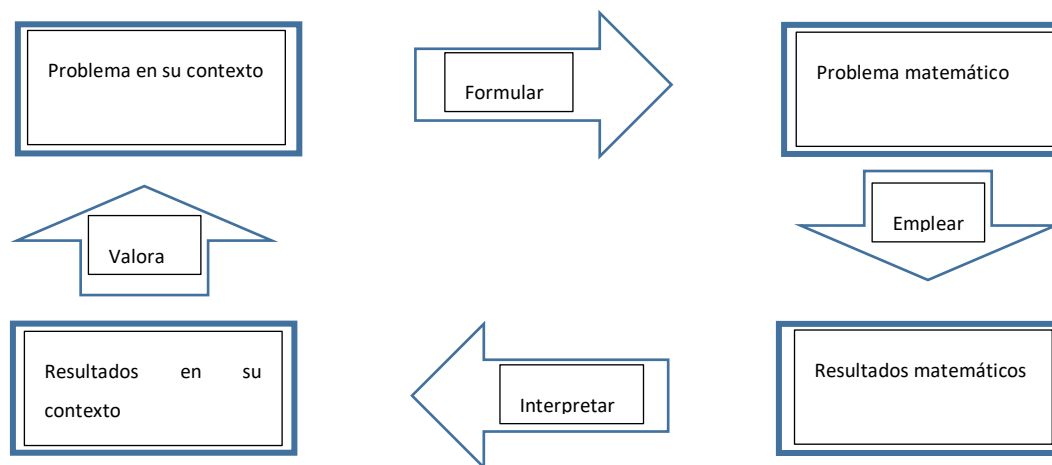 Problema en su contexto
Formular
Problema matemático
Valora
Emplear
Resultados en su
contexto
Interpretar
Resultados matemáticos